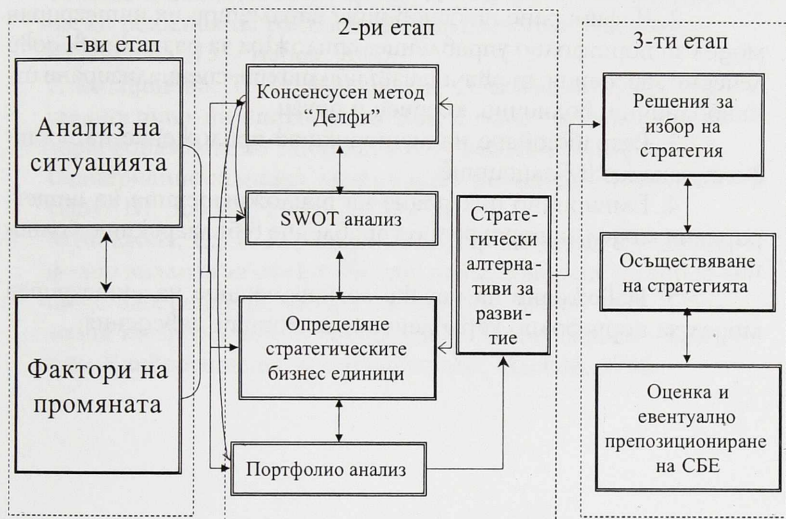 1-ви етап
Анализ на
ситуацията
Фактори на
промяната
2-ри етап
Консенсусен метод
"Делфи”
SWOT анализ
Определяне
стратегическите
бизнес единици
Портфолио анализ
Страте-
гически
алтерна-
тиви за
разви-
тие
3-ти етап
Решения за
избор на
стратегия
Осъществяване
на стратегията
Оценка и
евентуално
препозициониране
на СБЕ